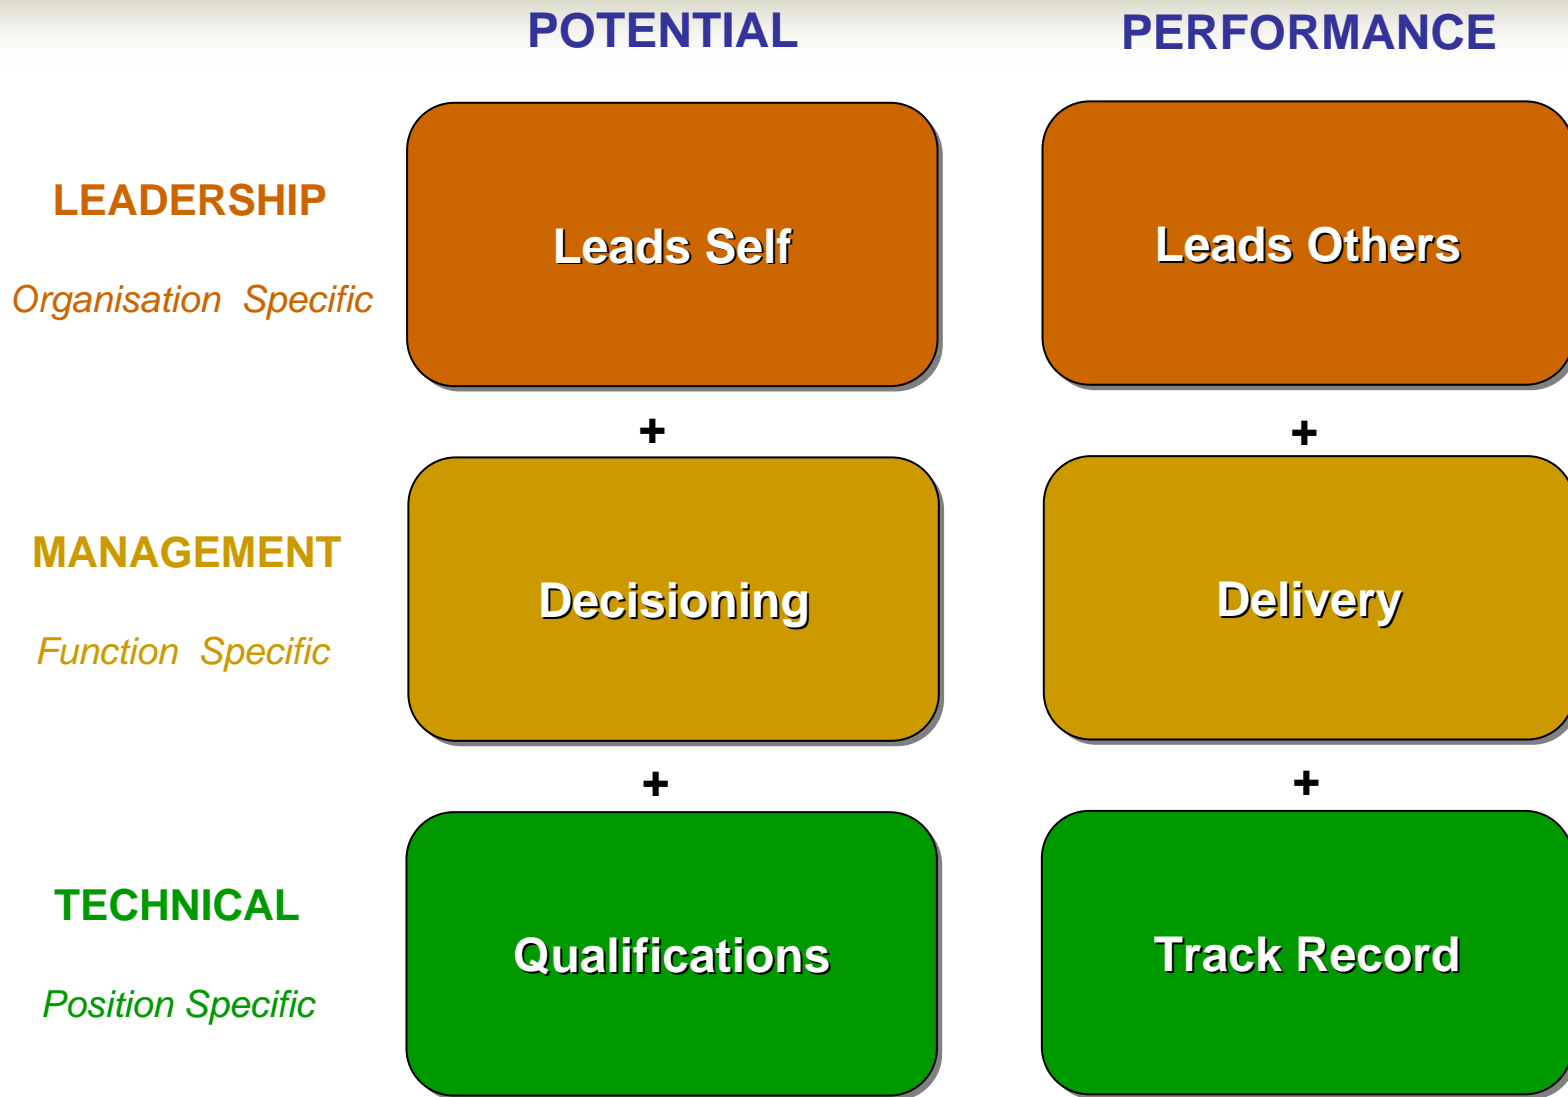 POTENTIAL
PERFORMANCE
LEADERSHIP
Organisation Specific
Leads Self
Leads Others
+
+
MANAGEMENT
Function Specific
Decisioning
Delivery
+
+
TECHNICAL
Position Specific
Qualifications
Track Record